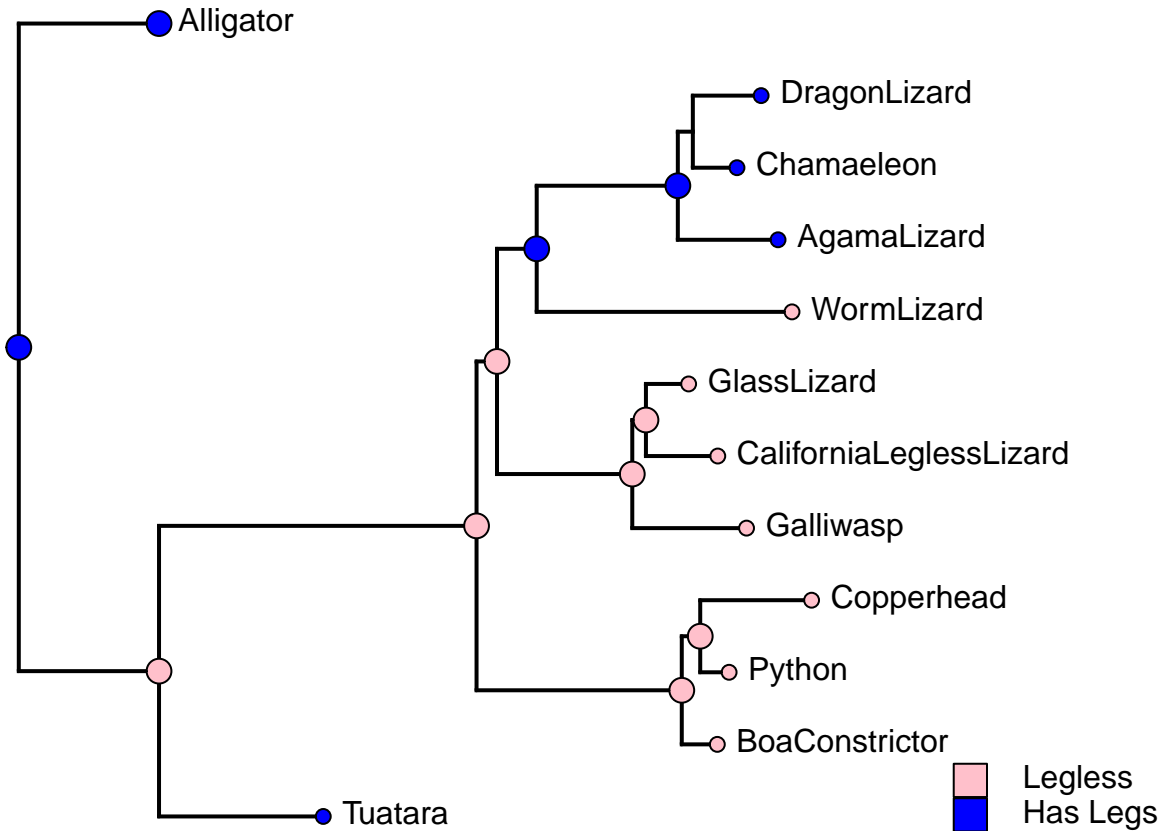 Alligator
DragonLizard
Chamaeleon
AgamaLizard
WormLizard
GlassLizard
CaliforniaLeglessLizard
Galliwasp
Copperhead
Python
BoaConstrictor
Tuatara
Legless
Has Legs